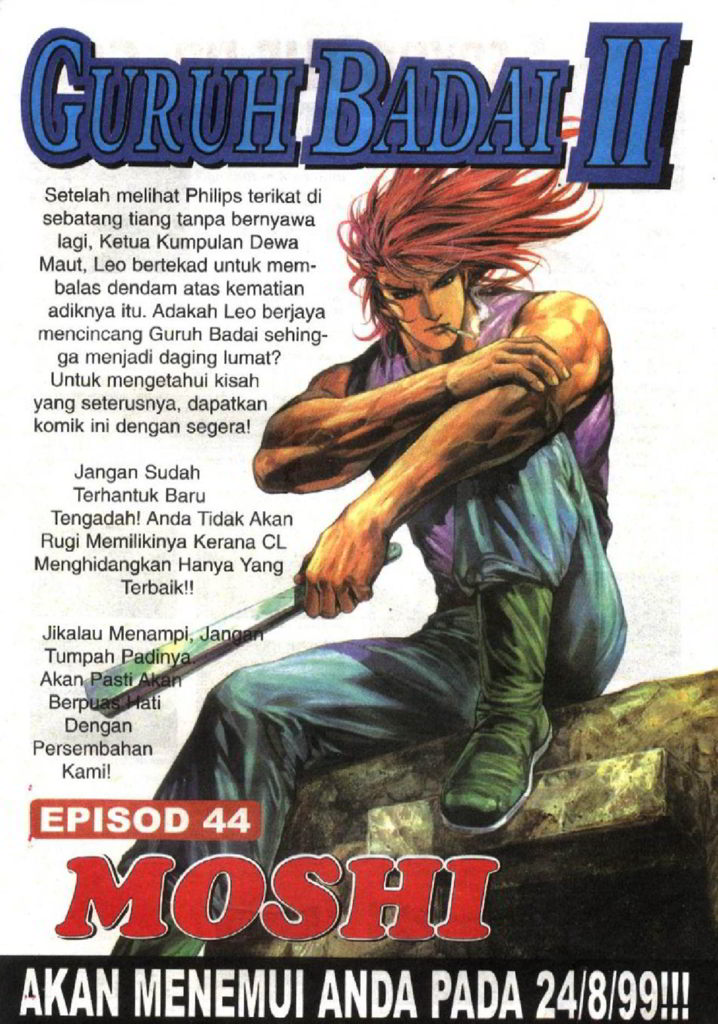 GURUH BADAI II
Setelah melihat Philips terikat di
sebatang tiang tanpa bernyawa
lagi, Ketua Kumpulan Dewa
Maut, Leo bertekad untuk mem-
balas dendam atas kematian
adiknya itu. Adakah Leo berjaya
mencincang Guruh Badai sehing-
ga menjadi daging lumat?
Untuk mengetahui kisah
yang seterusnya, dapatkan
komik ini dengan segera!
Jangan Sudah
Terhantuk Baru
Tengadah! Anda Tidak Akan
Rugi Memilikinya Kerana CL
Menghidangkan Hanya Yang
Terbaik!!
Jikalau Menampi, Jangan
Tumpah Padinya.
Akan Pasti Akan
Berpuas Hati
Dengan
Persembahan
Kami!
EPISOD 44
MOSHI
AKAN MENEMUI ANDA PADA 24/8/99!!!